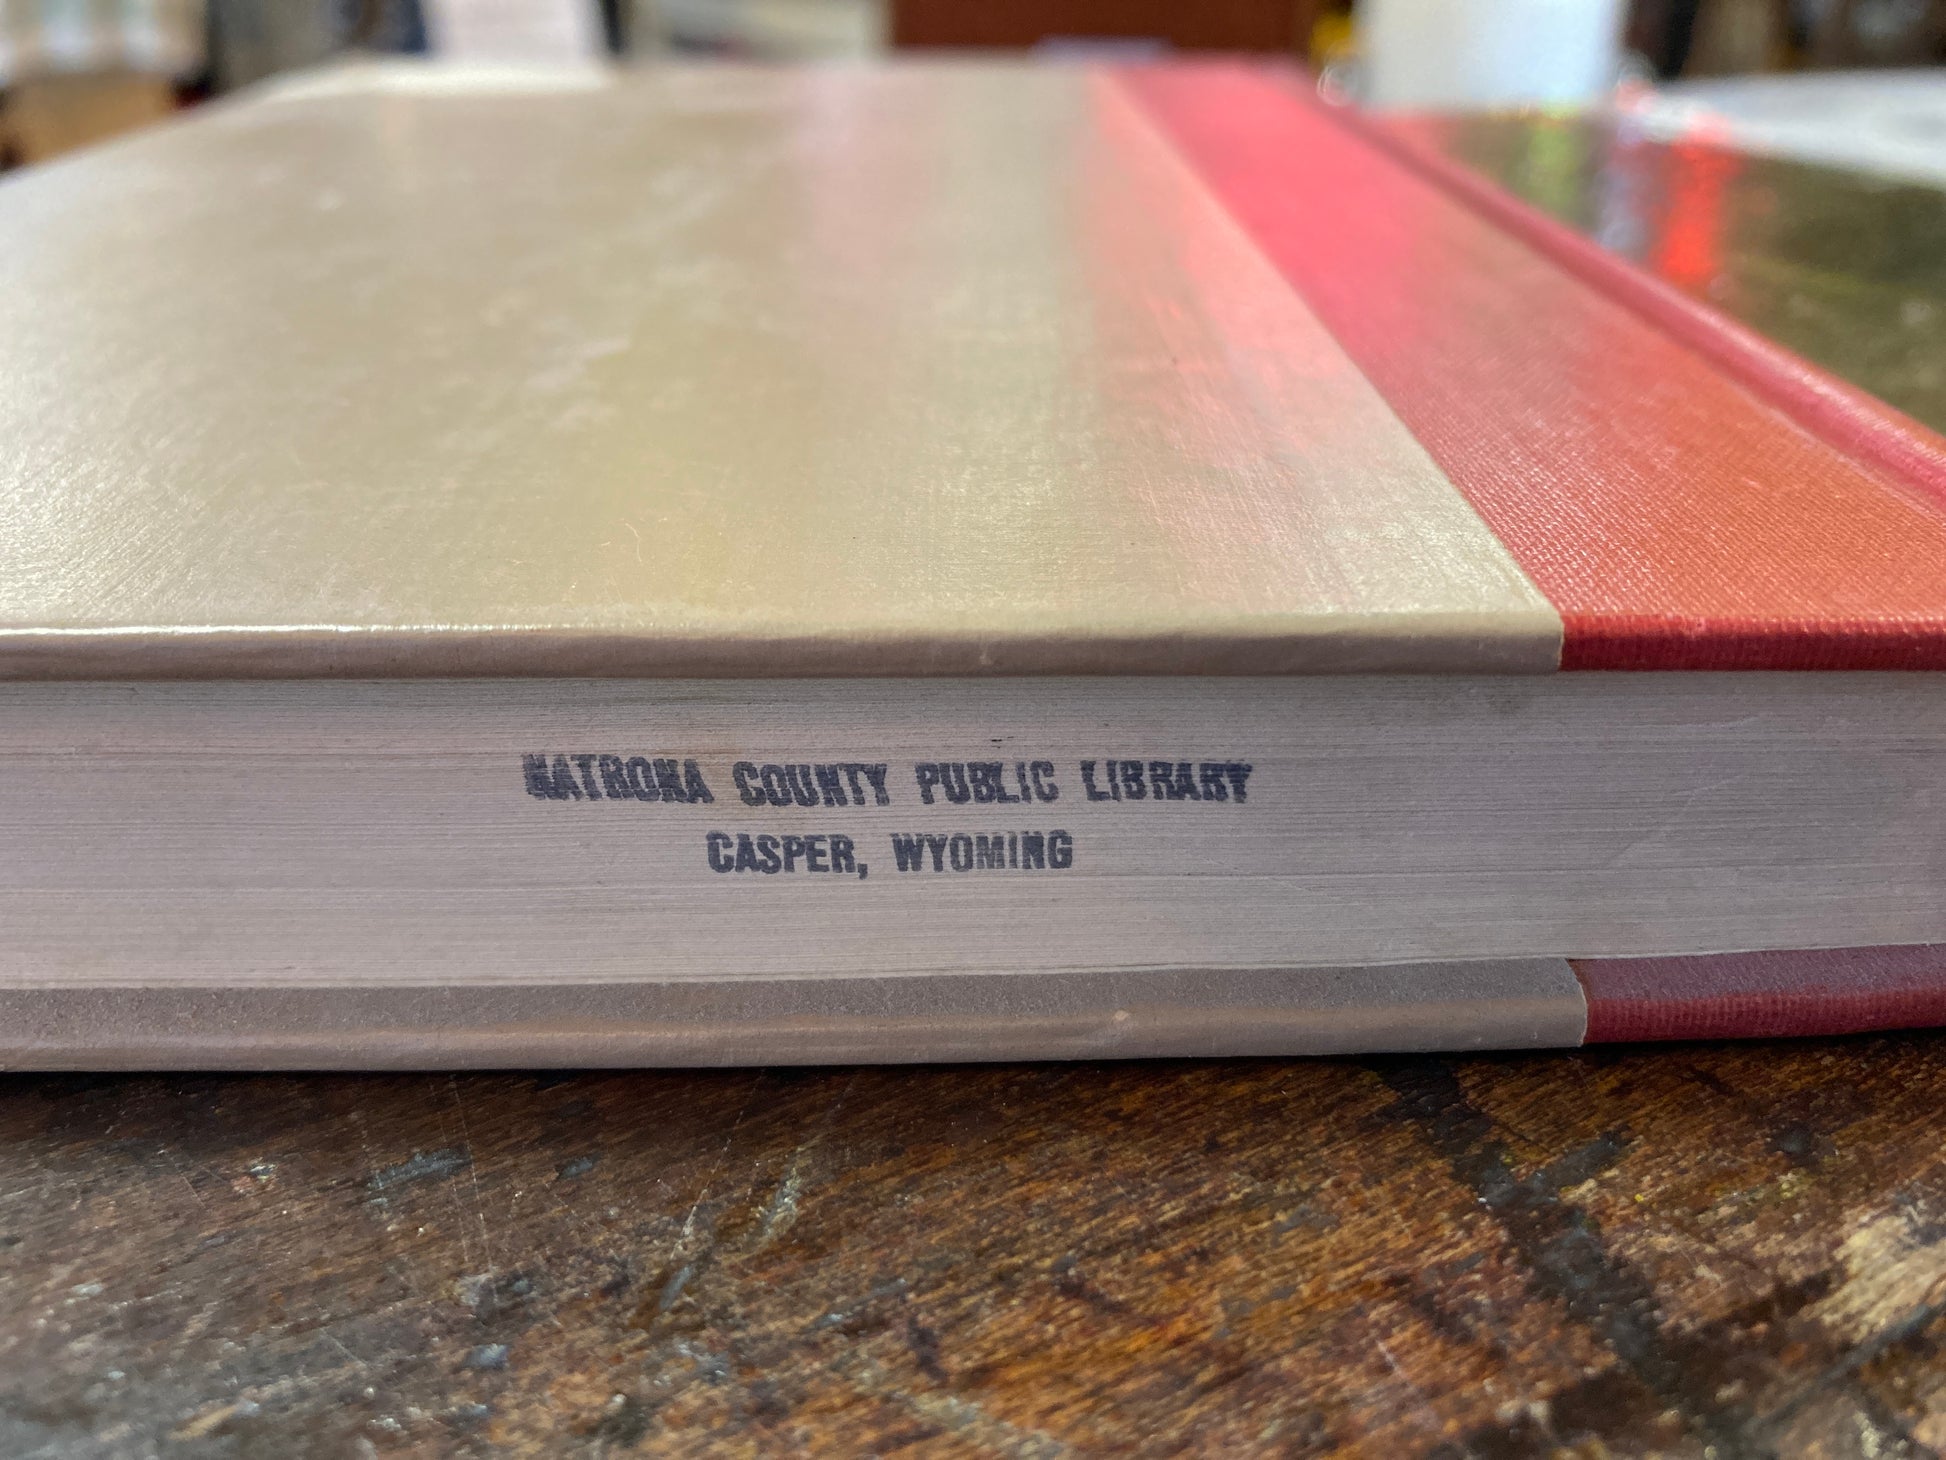 NATRONA COUNTY PUBLIC LIBRARY
CASPER, WYOMING